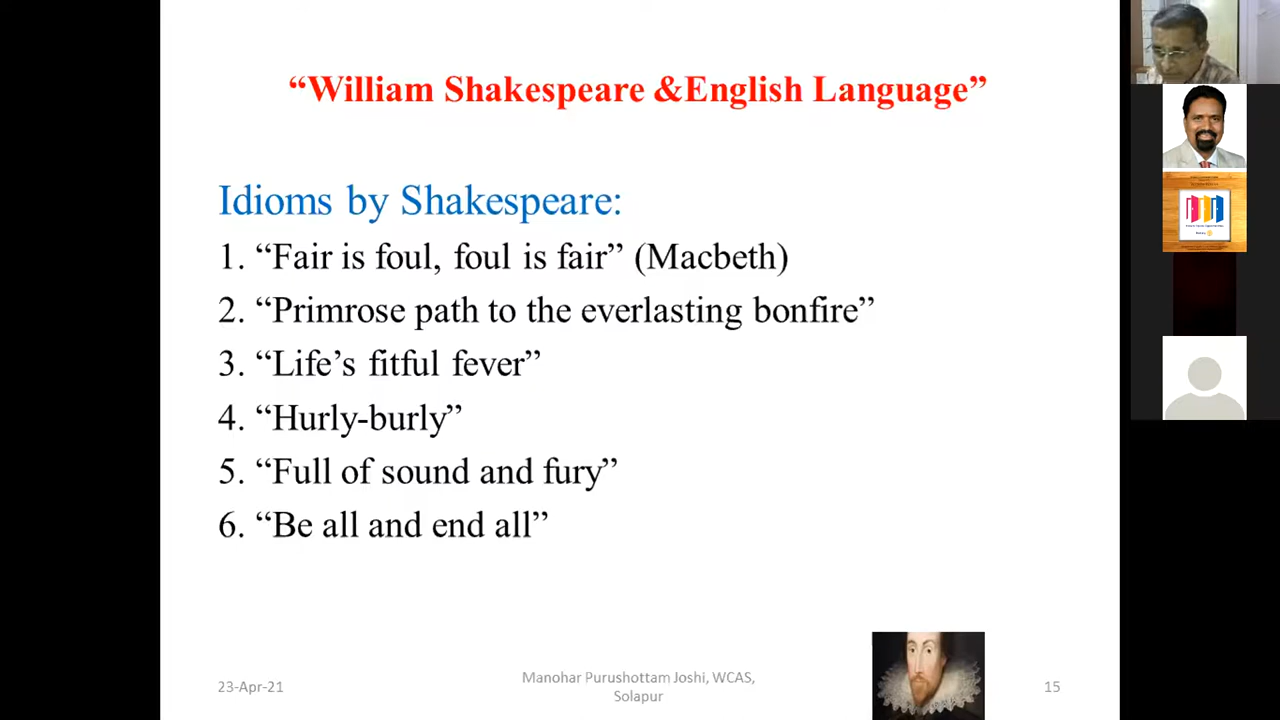 “William Shakespeare &English Language”
Idioms by Shakespeare:
1. “Fair is foul, foul is fair” (Macbeth)
2. “Primrose path to the everlasting bonfire”
3. “Life’s fitful fever”
4. “Hurly-burly”
5. “Full of sound and fury”
6. “Be all and end all”
23-Apr-21
Manohar Purushottam Joshi, WCAS,
Solapur
15